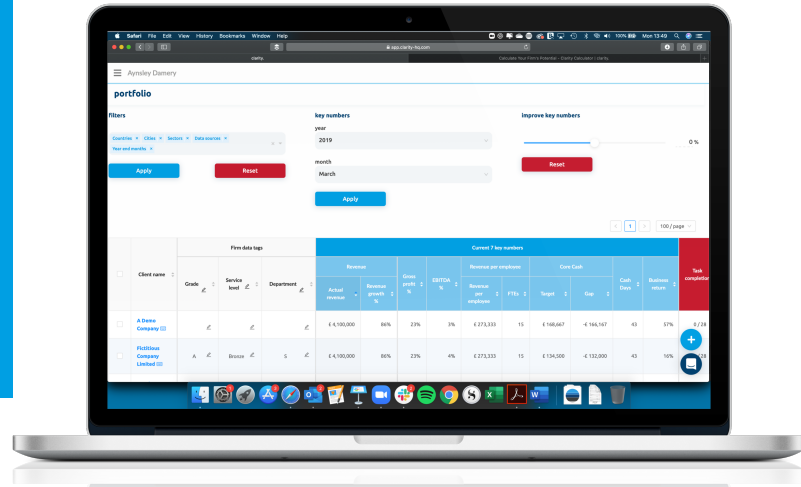 Safari File Edit View History Bookmarks Window Help
100% Mon 13:49
app.clarity-hq.com
clarity.
Calculate Your Firm's Potential - Clarity Calculator | clarity.
Aynsley Damery
portfolio
filters
key numbers
improve key numbers
Countries × Cities × Sectors × Data sources ×
Year end months ×
year
2019
0 %
Apply
Reset
month
March
Reset
Apply
1
100 / page
Firm data tags
Current 7 key numbers
Client name
Grade
Service level
Department
Revenue
Gross profit %
EBITDA %
Revenue per employee
Core Cash
Cash Days
Business return
Task completion
Actual revenue
Revenue growth %
Revenue per employee
FTEs
Target
Gap
A Demo Company
£ 4,100,000 86% 23% 3% £ 273,333 15 £ 168,667 -£ 166,167 43 57% 0 / 28
Fictitious Company Limited
A Bronze S £ 4,100,000 86% 23% 4% £ 273,333 15 £ 134,500 -£ 132,000 43 16% 28